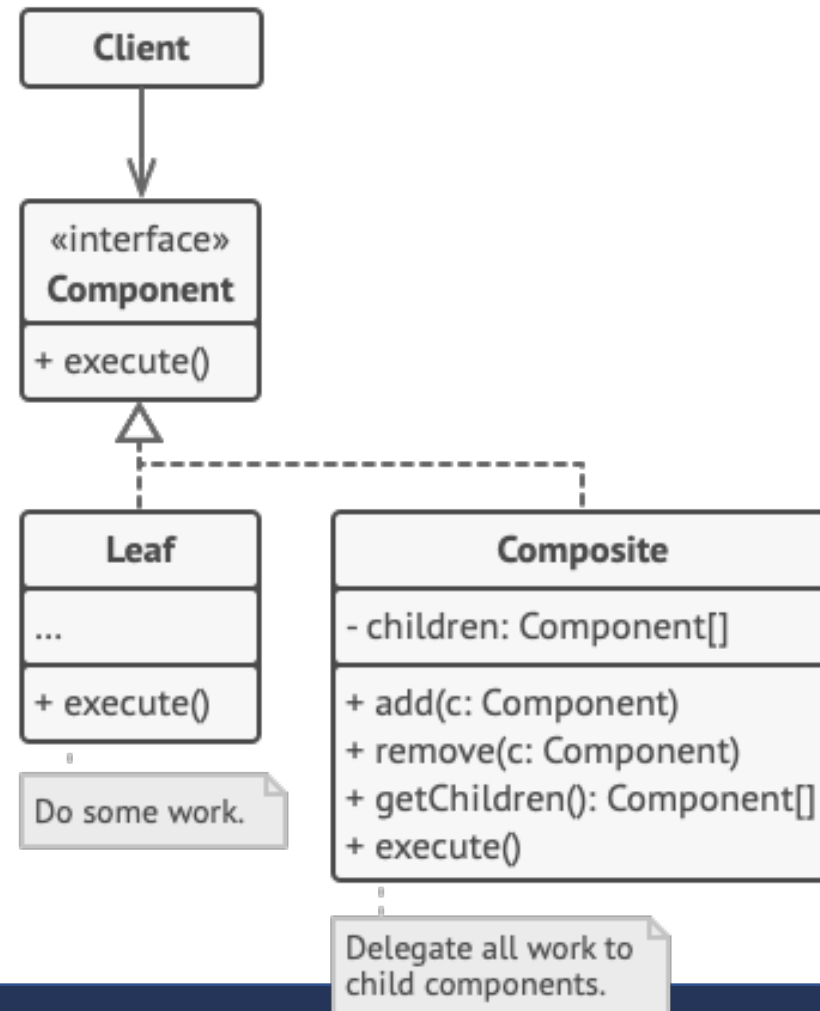 Client
«interface»
Component
+ execute()
Leaf
...
+ execute()
Do some work.
Composite
- children: Component[]
+ add(c: Component)
+ remove(c: Component)
+ getChildren(): Component[]
+ execute()
Delegate all work to
child components.